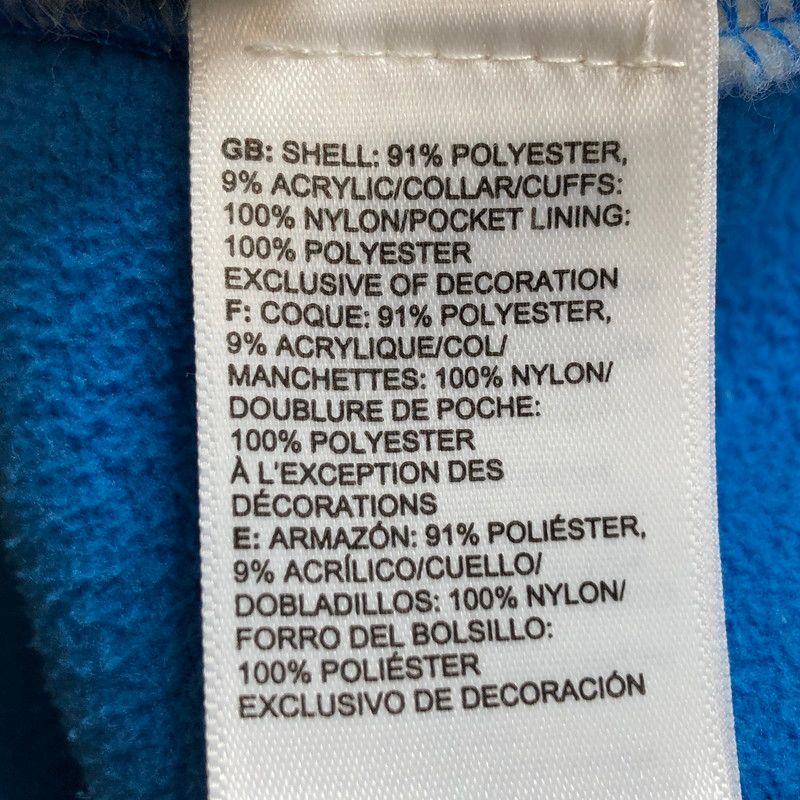 GB: SHELL: 91% POLYESTER,
9% ACRYLIC/COLLAR/CUFFS:
100% NYLON/POCKET LINING:
100% POLYESTER
EXCLUSIVE OF DECORATION
F: COQUE: 91% POLYESTER,
9% ACRYLIQUE/COL/
MANCHETTES: 100% NYLON/
DOUBLURE DE POCHE:
100% POLYESTER
À L'EXCEPTION DES
DÉCORATIONS
E: ARMAZÓN: 91% POLIÉSTER,
9% ACRÍLICO/CUELLO/
DOBLADILLOS: 100% NYLON/
FORRO DEL BOLSILLO:
100% POLIÉSTER
EXCLUSIVO DE DECORACIÓN